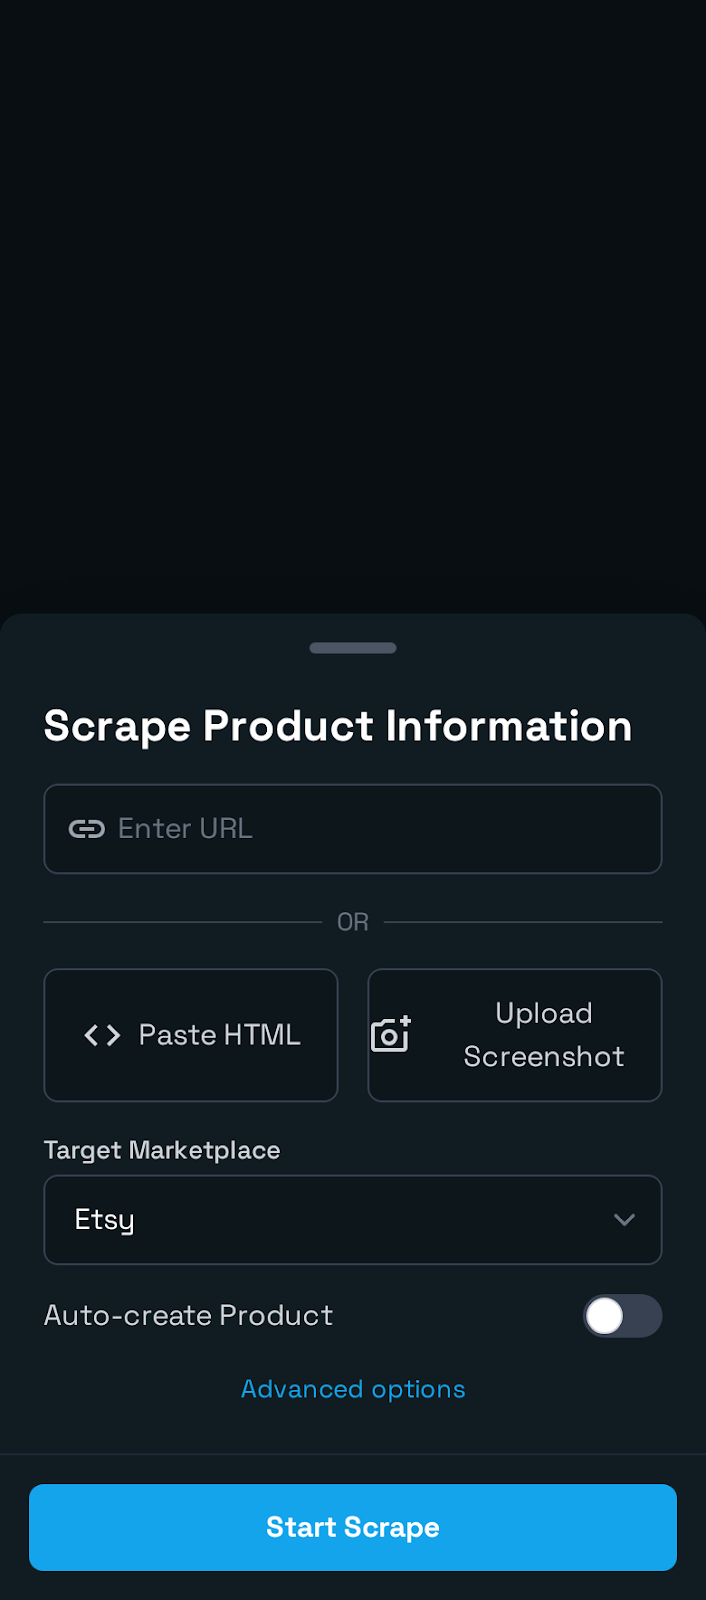 Scrape Product Information
Enter URL
OR
Paste HTML
Upload
Screenshot
Target Marketplace
Etsy
Auto-create Product
Advanced options
Start Scrape